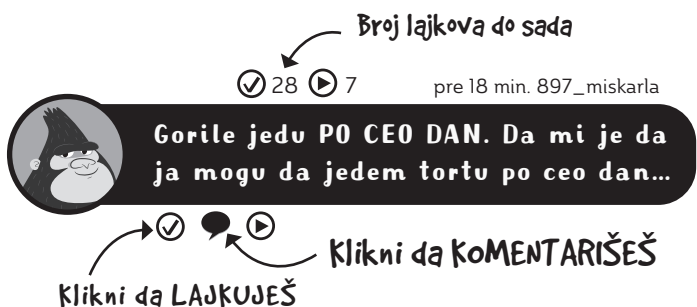 Broj lajkova do sada
28 7 pre 18 min. 897_miskarla
Gorile jedu PO CEO DAN. Da mi je da
ja mogu da jedem tortu po ceo dan...
Klikni da KOMENTARIŠEŠ
Klikni da LAJKUJEŠ